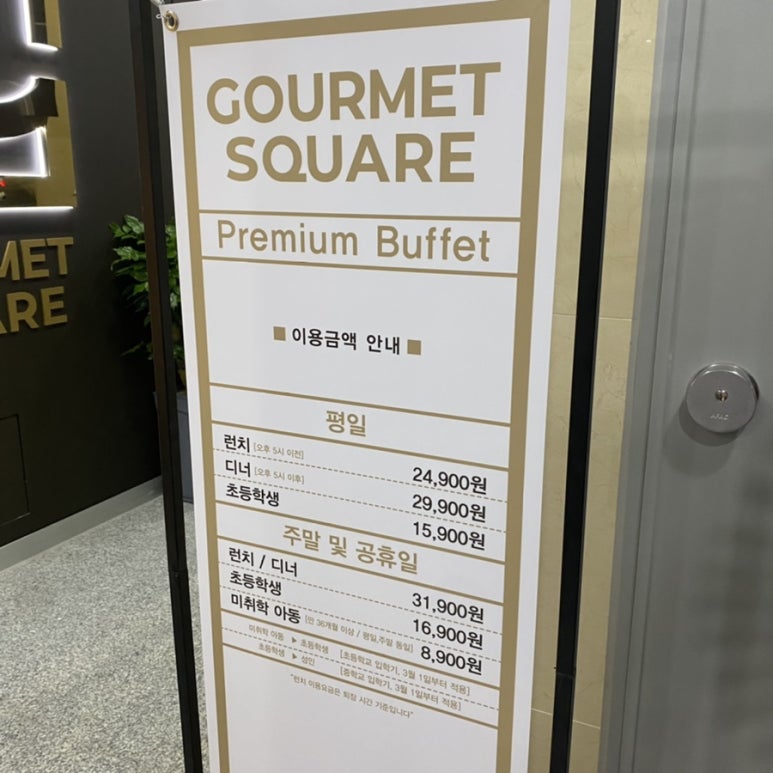 GOURMET
SQUARE
Premium Buffet
■ 이용금액 안내 ■
평일
런치 [오후 5시 이전] 24,900원
디너 [오후 5시 이후] 29,900원
초등학생 15,900원
주말 및 공휴일
런치 / 디너 31,900원
초등학생 16,900원
미취학 아동 [만 36개월 이상 / 평일,주말 동일] 8,900원
미취학 아동 ▶ 초등학생 [초등학교 입학기, 3월 1일부터 적용]
초등학생 ▶ 성인 [중학교 입학기, 3월 1일부터 적용]
"런치 이용요금은 퇴장 시간 기준입니다"
MET
ARE